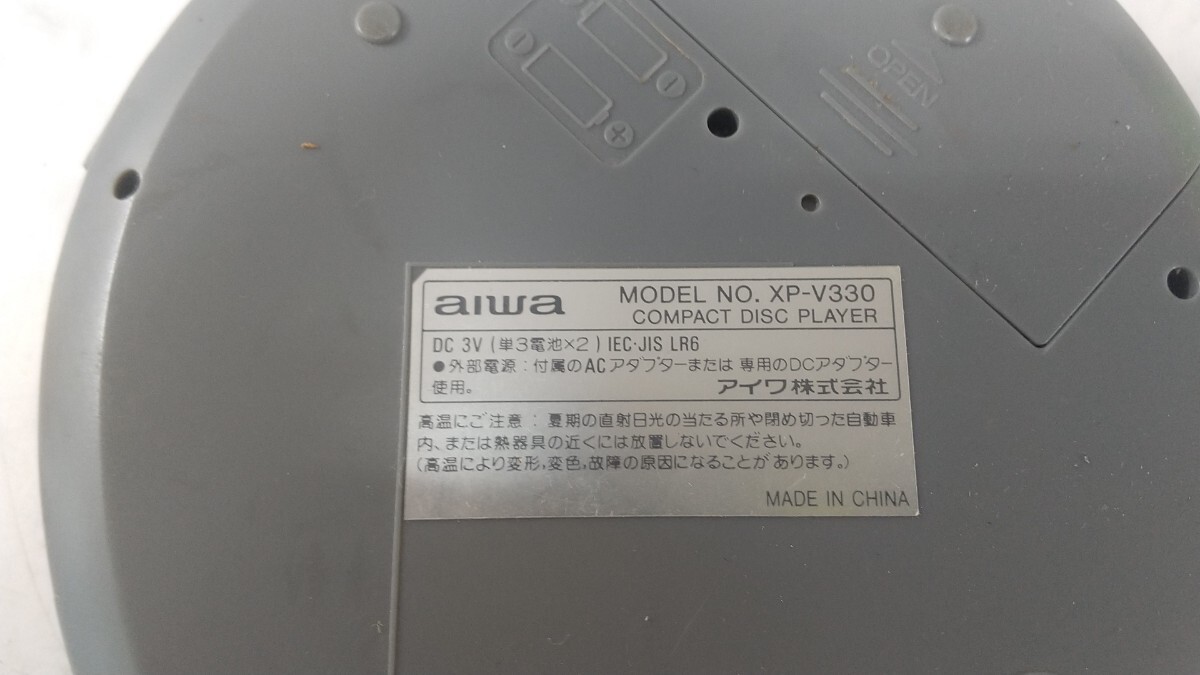 OPEN
aiwa MODEL NO. XP-V330
COMPACT DISC PLAYER
DC 3V (単3電池×2) IEC·JIS LR6
●外部電源:付属のACアダプターまたは 専用のDCアダプター
使用。 アイワ株式会社
高温にご注意:夏期の直射日光の当たる所や閉め切った自動車
内、または熱器具の近くには放置しないでください。
(高温により変形,変色,故障の原因になることがあります。)
MADE IN CHINA